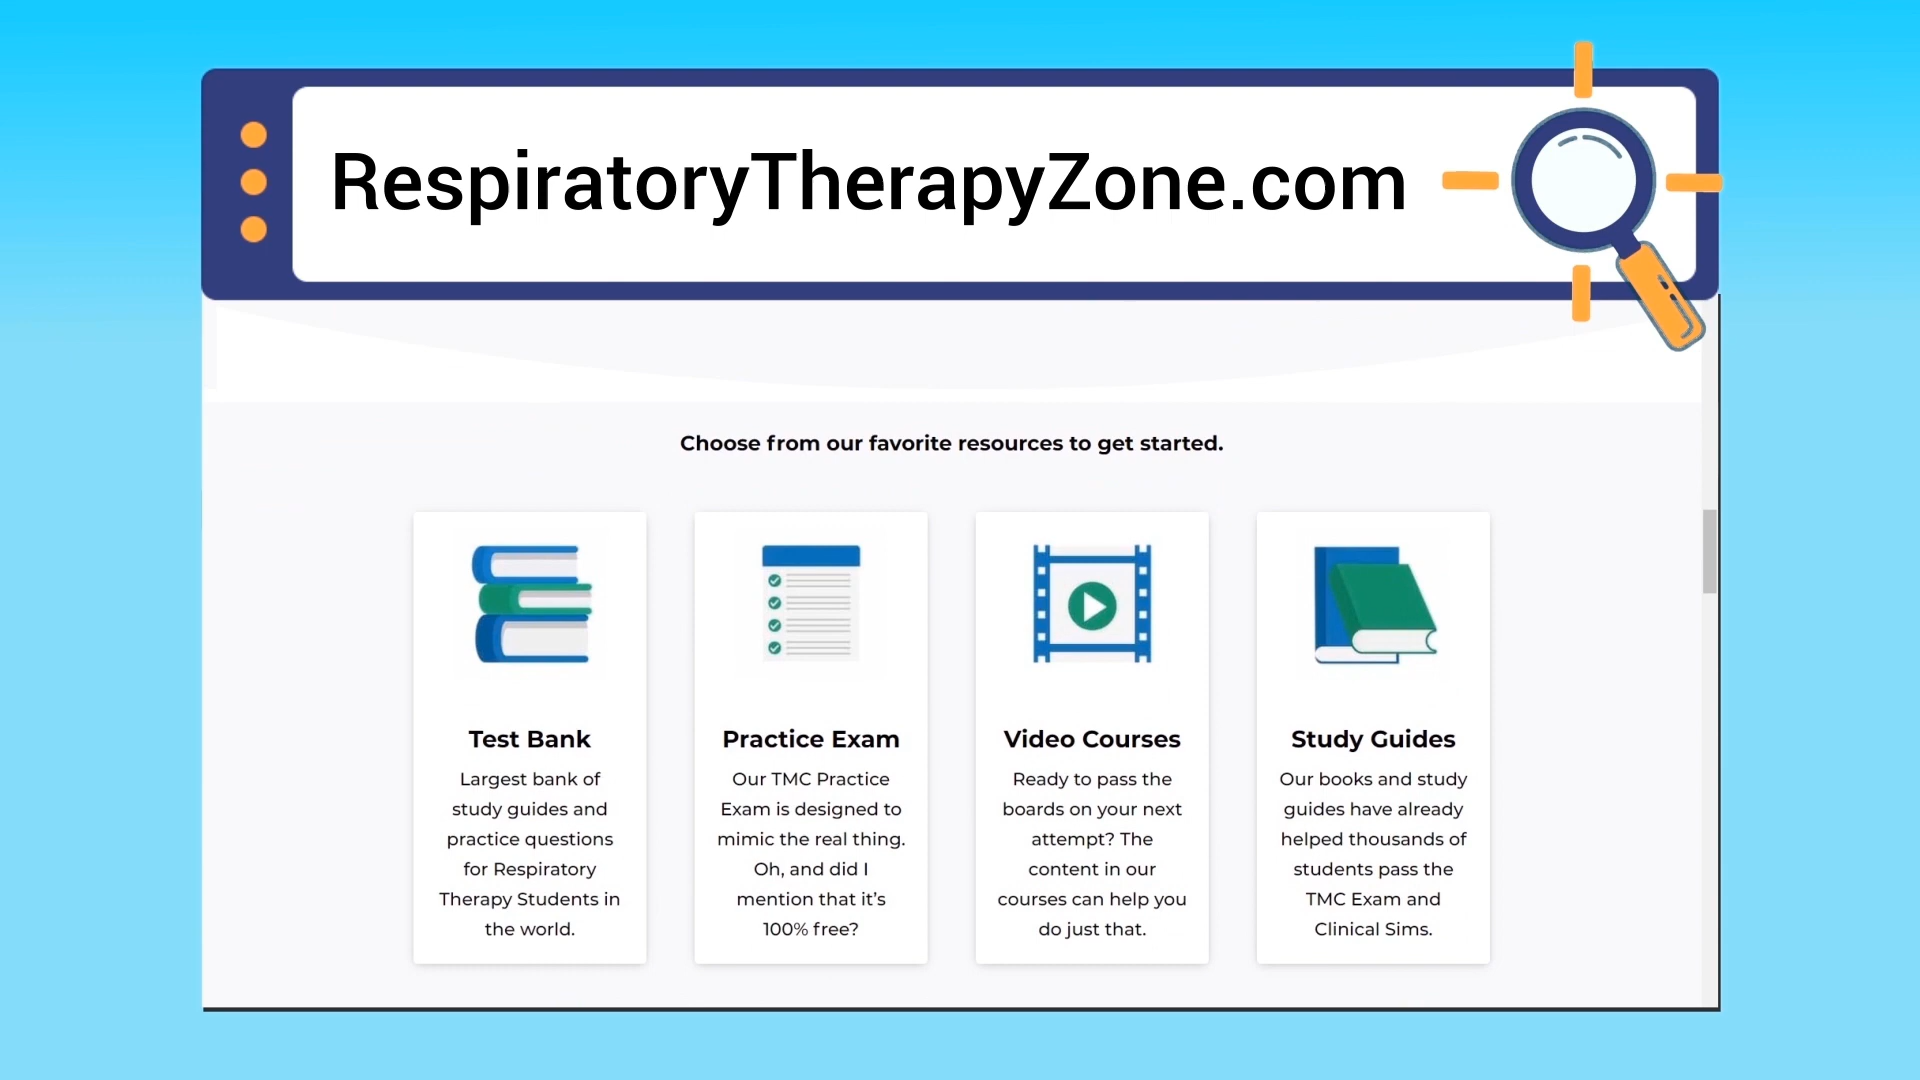 RespiratoryTherapyZone.com
Choose from our favorite resources to get started.
Test Bank
Largest bank of
study guides and
practice questions
for Respiratory
Therapy Students in
the world.
Practice Exam
Our TMC Practice
Exam is designed to
mimic the real thing.
Oh, and did I
mention that it’s
100% free?
Video Courses
Ready to pass the
boards on your next
attempt? The
content in our
courses can help you
do just that.
Study Guides
Our books and study
guides have already
helped thousands of
students pass the
TMC Exam and
Clinical Sims.